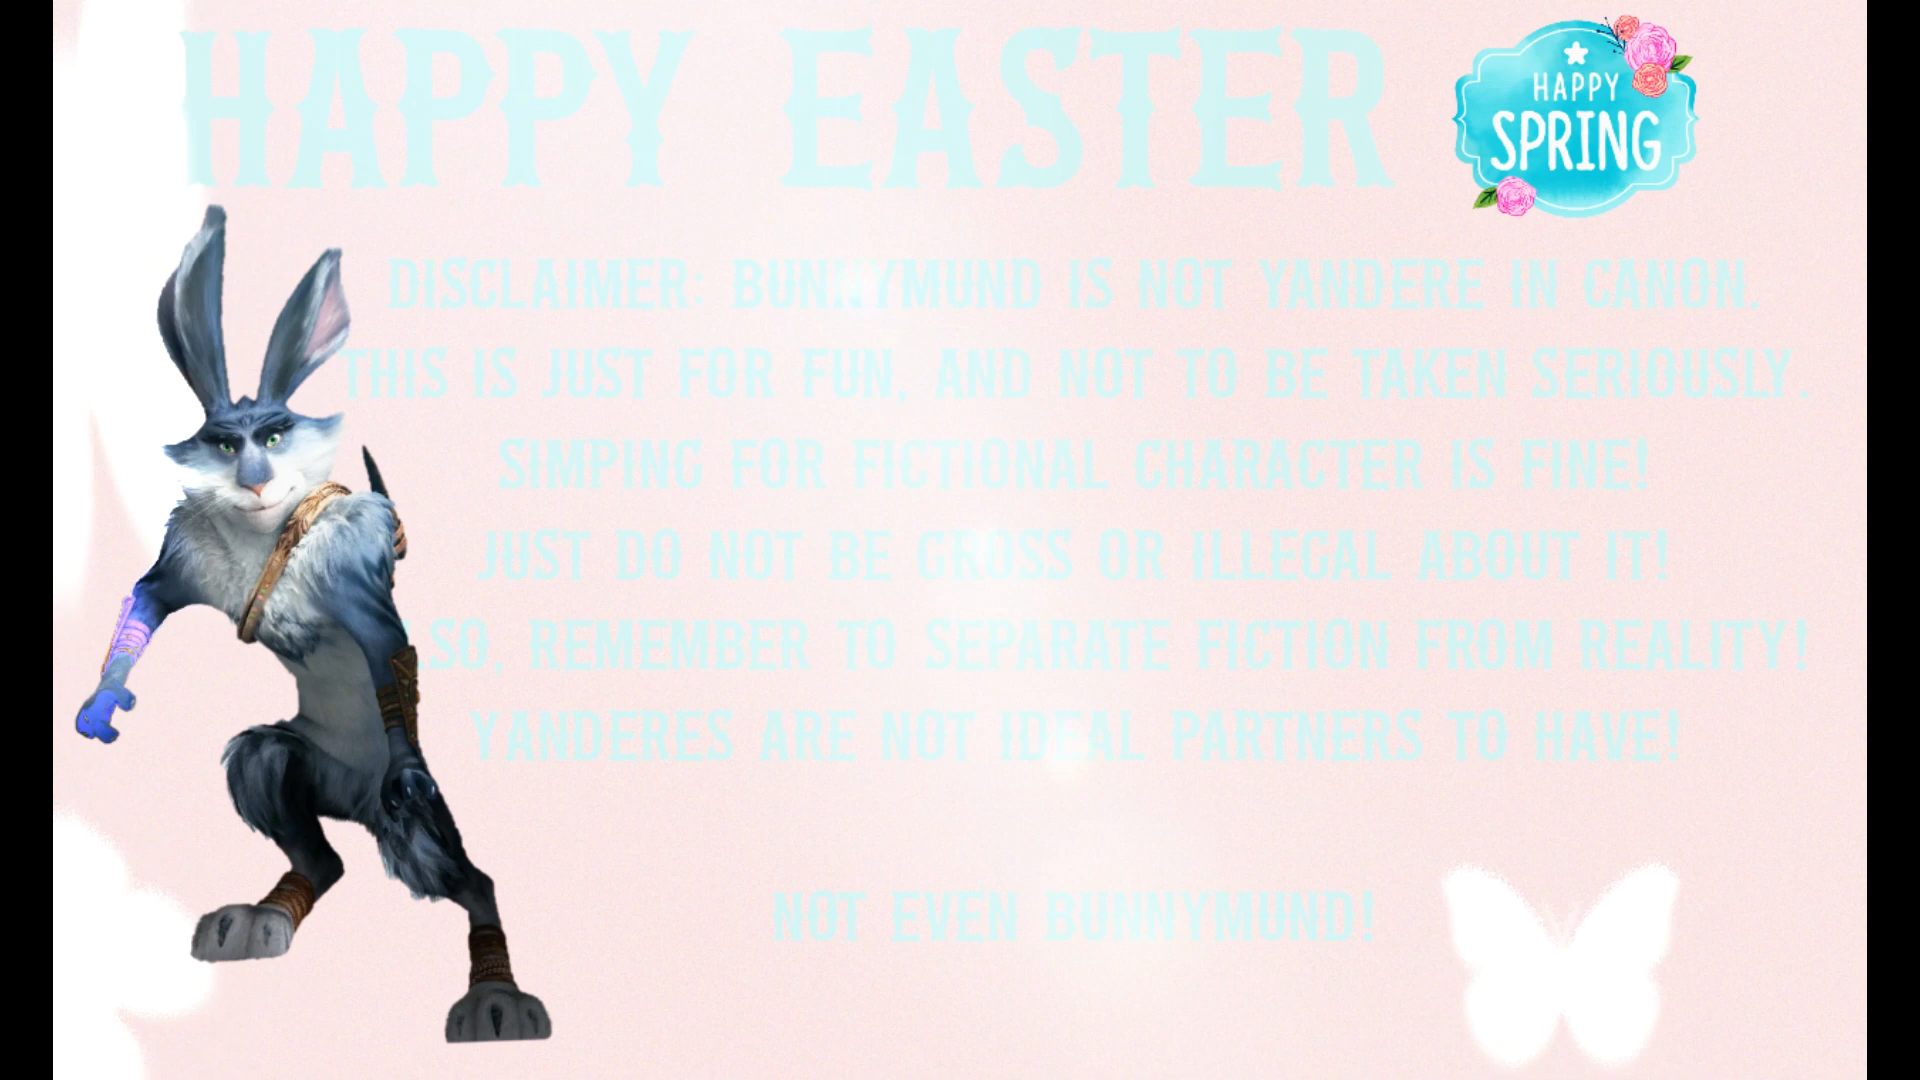 HAPPY EASTER
HAPPY
SPRING
DISCLAIMER: BUNNYMUND IS NOT YANDERE IN CANON.
THIS IS JUST FOR FUN, AND NOT TO BE TAKEN SERIOUSLY.
SIMPING FOR FICTIONAL CHARACTER IS FINE!
JUST DO NOT BE GROSS OR ILLEGAL ABOUT IT!
ALSO, REMEMBER TO SEPARATE FICTION FROM REALITY!
YANDERES ARE NOT IDEAL PARTNERS TO HAVE!
NOT EVEN BUNNYMUND!